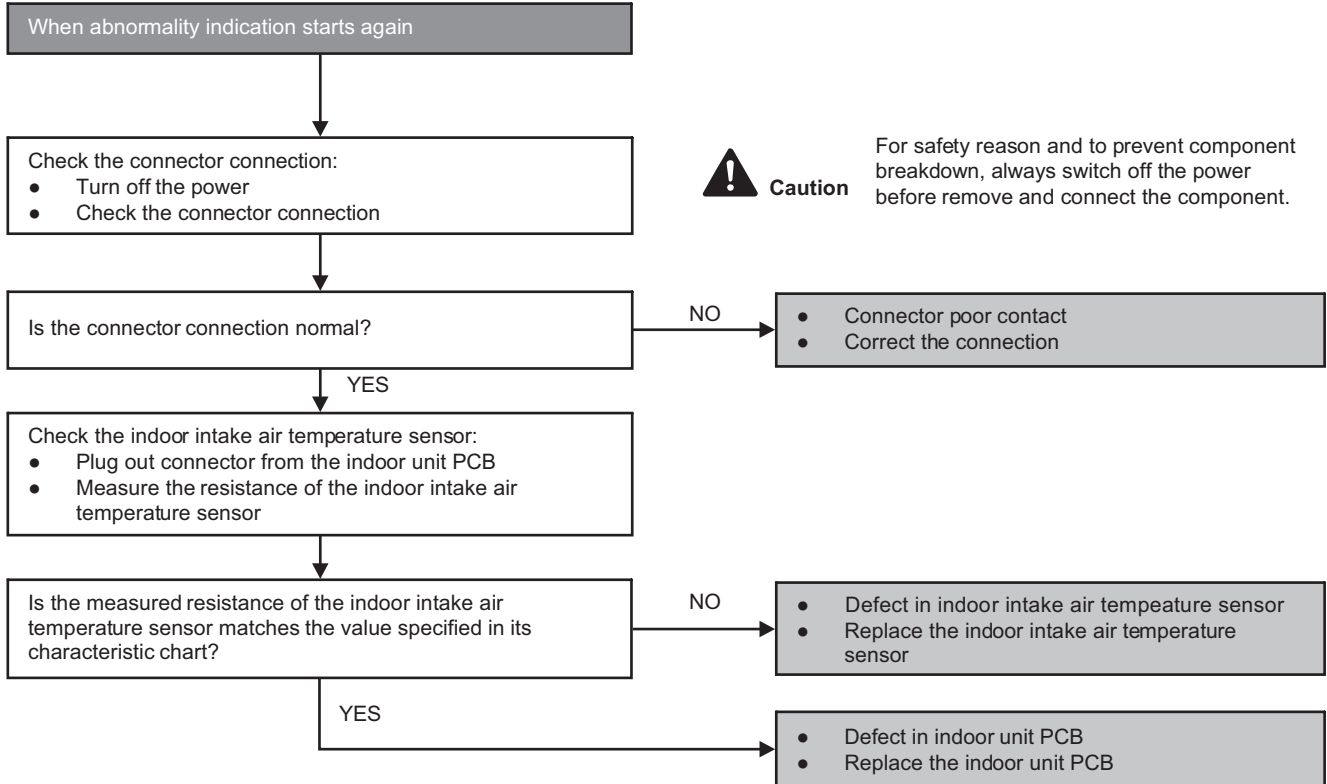 When abnormality indication starts again
Check the connector connection:
● Turn off the power
● Check the connector connection
Caution
For safety reason and to prevent component
breakdown, always switch off the power
before remove and connect the component.
Is the connector connection normal?
NO
● Connector poor contact
● Correct the connection
YES
Check the indoor intake air temperature sensor:
● Plug out connector from the indoor unit PCB
● Measure the resistance of the indoor intake air
temperature sensor
Is the measured resistance of the indoor intake air
temperature sensor matches the value specified in its
characteristic chart?
NO
● Defect in indoor intake air tempeature sensor
● Replace the indoor intake air temperature
sensor
YES
● Defect in indoor unit PCB
● Replace the indoor unit PCB